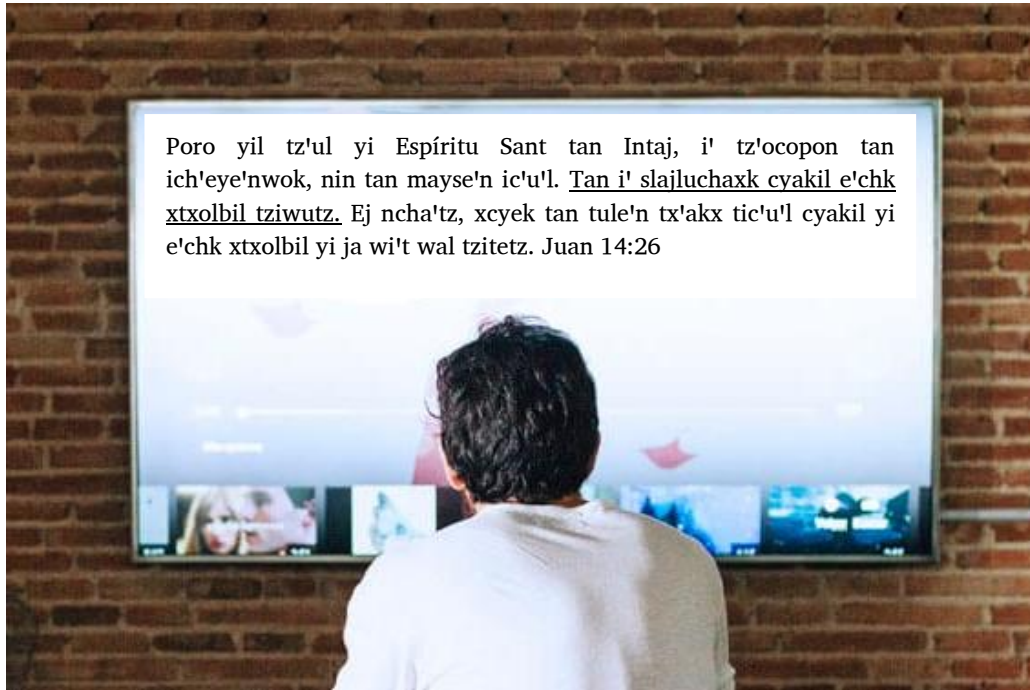 Poro yil tz'ul yi Espíritu Sant tan Intaj, i' tz'ocopon tan
ich'eye'nwok, nin tan mayse'n ic'u'l. Tan i' slajluchaxk cyakil e'chk
xtxolbil tziwutz. Ej ncha'tz, xcyek tan tule'n tx'akx tic'u'l cyakil yi
e'chk xtxolbil yi ja wi't wal tzitetz. Juan 14:26